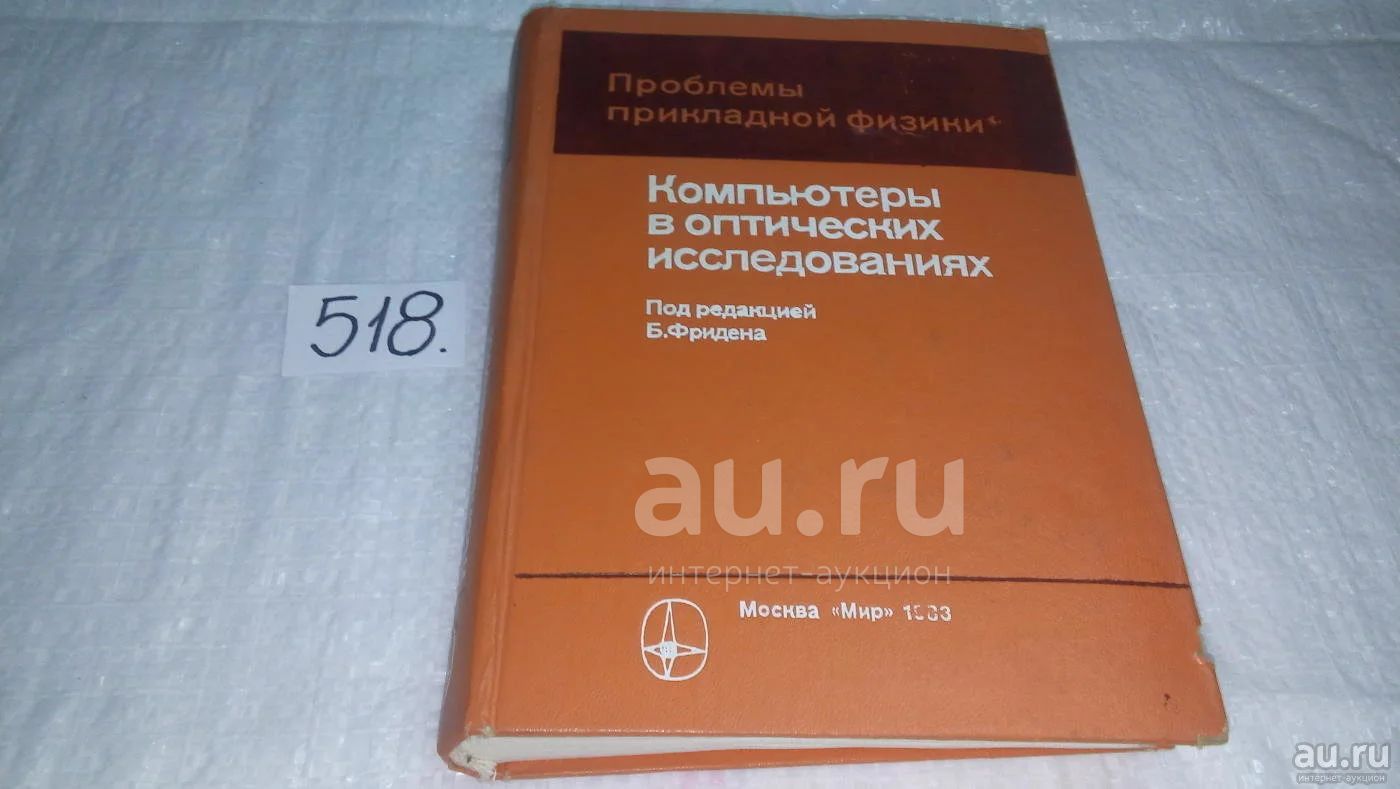 Проблемы
прикладной физики
Компьютеры
в оптических
исследованиях
Под редакцией
Б.Фридена
518.
au.ru
интернет-аукцион
Москва «Мир» 1983
au.ru
интернет-аукцион